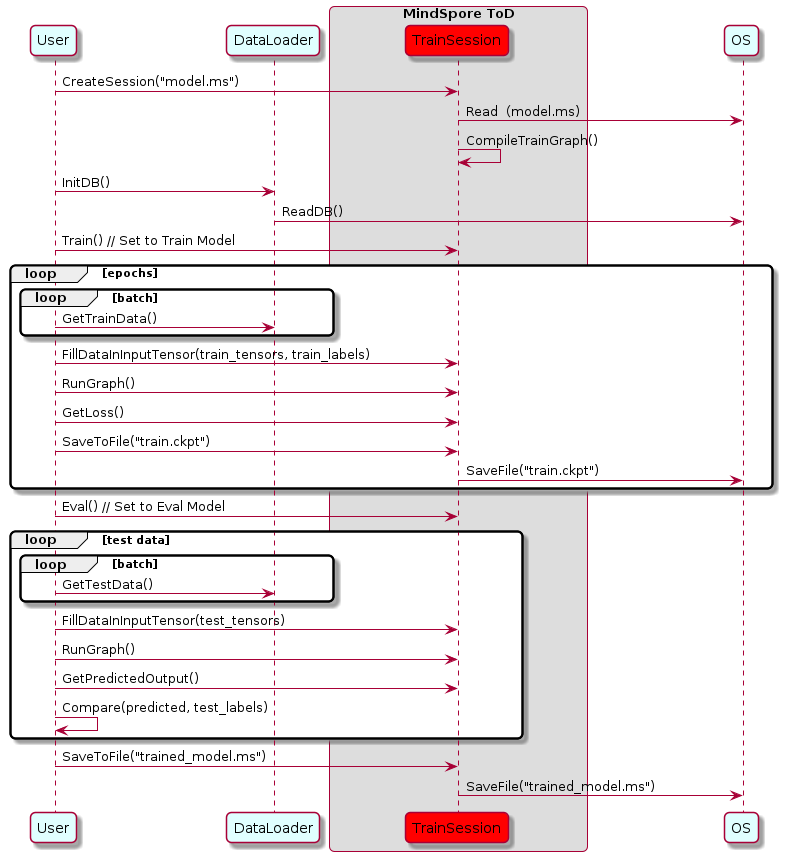 MindSpore ToD
User DataLoader TrainSession OS
CreateSession("model.ms")
Read  (model.ms)
CompileTrainGraph()
InitDB()
ReadDB()
Train() // Set to Train Model
loop [epochs]
loop [batch]
GetTrainData()
FillDataInInputTensor(train_tensors, train_labels)
RunGraph()
GetLoss()
SaveToFile("train.ckpt")
SaveFile("train.ckpt")
Eval() // Set to Eval Model
loop [test data]
loop [batch]
GetTestData()
FillDataInInputTensor(test_tensors)
RunGraph()
GetPredictedOutput()
Compare(predicted, test_labels)
SaveToFile("trained_model.ms")
SaveFile("trained_model.ms")
User DataLoader TrainSession OS